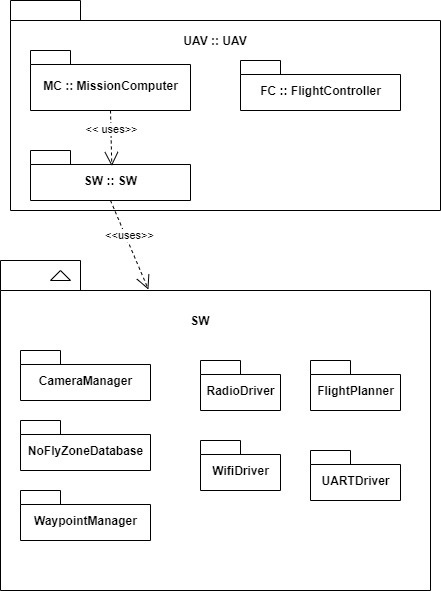 UAV :: UAV
MC :: MissionComputer
FC :: FlightController
<< uses>>
SW :: SW
<<uses>>
SW
CameraManager
RadioDriver
FlightPlanner
NoFlyZoneDatabase
WifiDriver
UARTDriver
WaypointManager